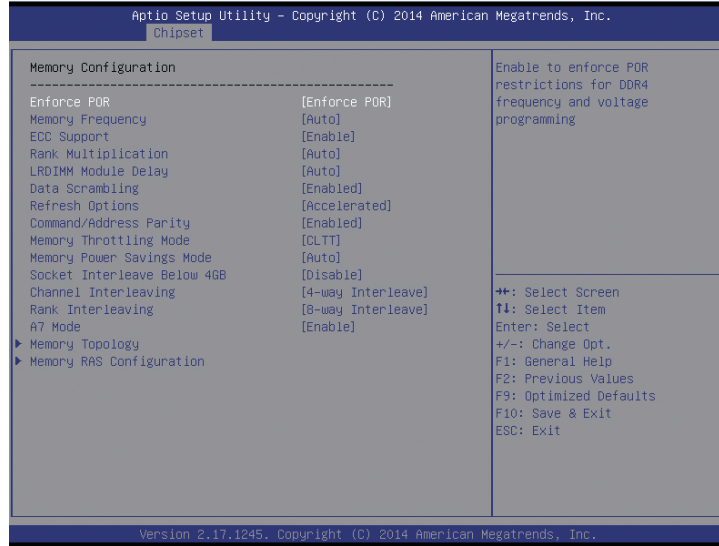 Aptio Setup Utility – Copyright (C) 2014 American Megatrends, Inc.
Chipset
Memory Configuration
Enforce POR [Enforce POR]
Memory Frequency [Auto]
ECC Support [Enable]
Rank Multiplication [Auto]
LRDIMM Module Delay [Auto]
Data Scrambling [Enabled]
Refresh Options [Accelerated]
Command/Address Parity [Enabled]
Memory Throttling Mode [CLTT]
Memory Power Savings Mode [Auto]
Socket Interleave Below 4GB [Disable]
Channel Interleaving [4-way Interleave]
Rank Interleaving [8-way Interleave]
A7 Mode [Enable]
Memory Topology
Memory RAS Configuration
Enable to enforce POR
restrictions for DDR4
frequency and voltage
programming
→←: Select Screen
↑↓: Select Item
Enter: Select
+/-: Change Opt.
F1: General Help
F2: Previous Values
F9: Optimized Defaults
F10: Save & Exit
ESC: Exit
Version 2.17.1245. Copyright (C) 2014 American Megatrends, Inc.